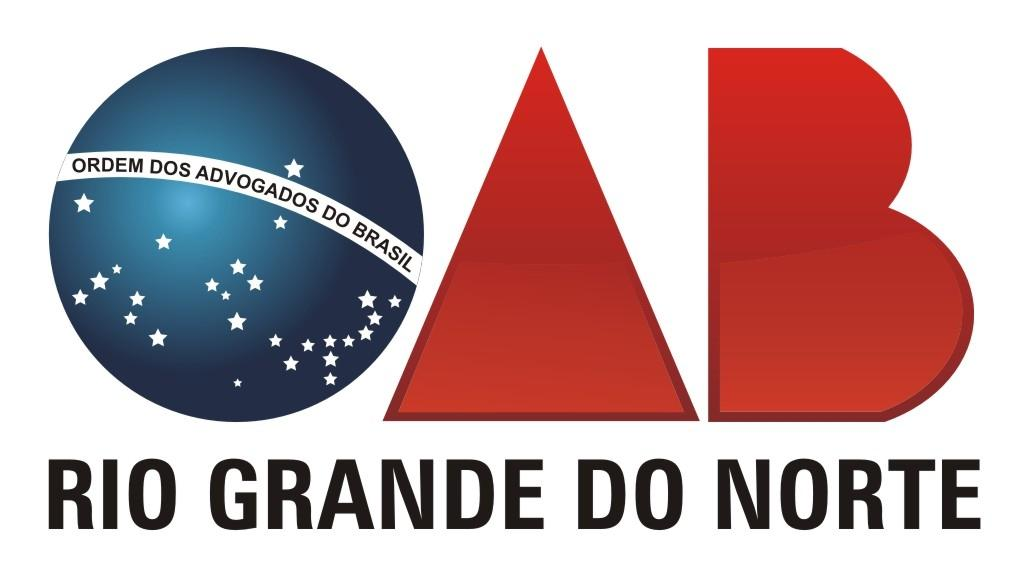 ORDEM DOS ADVOGADOS DO BRASIL
OAB
RIO GRANDE DO NORTE